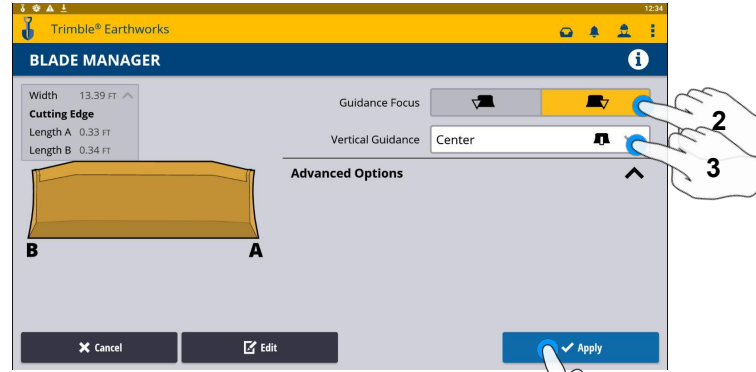 12:34
Trimble® Earthworks
BLADE MANAGER
Width 13.39 FT
Cutting Edge
Length A 0.33 FT
Length B 0.34 FT
B A
Guidance Focus
2
Vertical Guidance Center
3
Advanced Options
Cancel Edit Apply